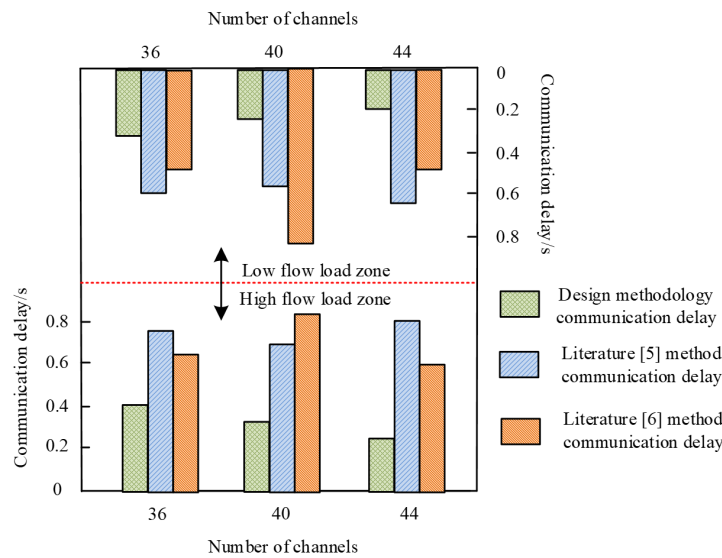 Number of channels
36 40 44
0
0.2
0.4
0.6
0.8
Communication delay/s
Low flow load zone
High flow load zone
Communication delay/s
0.8
0.6
0.4
0.2
0
36 40 44
Number of channels
Design methodology
communication delay
Literature [5] method
communication delay
Literature [6] method
communication delay